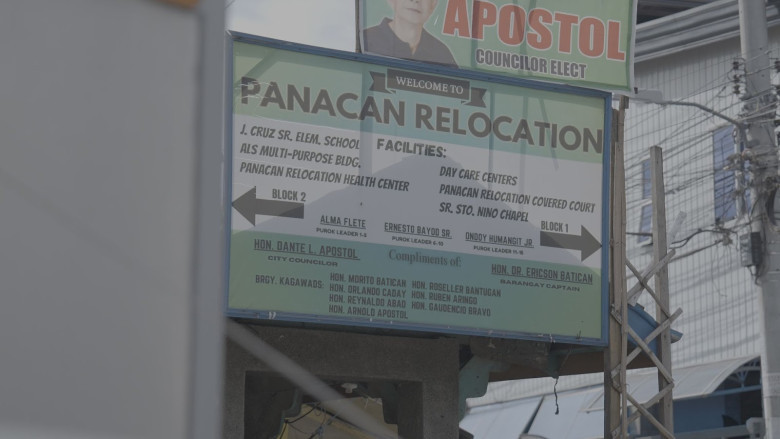 APOSTOL
COUNCILOR ELECT
WELCOME TO
PANACAN RELOCATION
FACILITIES:
J. CRUZ SR. ELEM. SCHOOL
ALS MULTI-PURPOSE BLDG.
PANACAN RELOCATION HEALTH CENTER
DAY CARE CENTERS
PANACAN RELOCATION COVERED COURT
SR. STO. NINO CHAPEL
BLOCK 2
BLOCK 1
ALMA FLETE
PUROK LEADER 1-5
ERNESTO BAYOD SR.
PUROK LEADER 6-10
ONDOY HUMANGIT JR.
PUROK LEADER 11-15
HON. DANTE L. APOSTOL
CITY COUNCILOR
Compliments of:
HON. DR. ERICSON BATICAN
BARANGAY CAPTAIN
BRGY. KAGAWADS:
HON. MORITO BATICAN
HON. ORLANDO CADAY
HON. REYNALDO ABAD
HON. ARNOLD APOSTOL
HON. ROSELLER BANTUGAN
HON. RUBEN ARINGO
HON. GAUDENCIO BRAVO